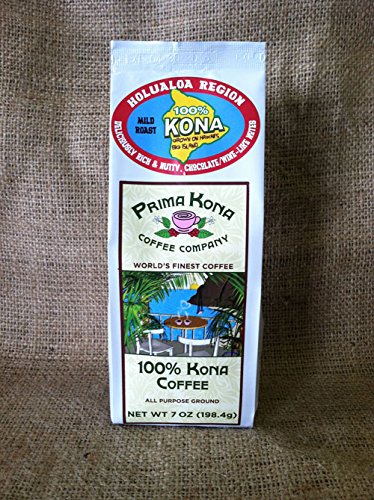 HOLUALOA REGION
100%
MILD ROAST
KONA
GROWN ON HAWAII'S
BIG ISLAND
DELICIOUSLY RICH & NUTTY, CHOCOLATE/WINE-LIKE NOTES
PRIMA KONA
COFFEE COMPANY
WORLD'S FINEST COFFEE
100% KONA
COFFEE
ALL PURPOSE GROUND
NET WT 7 OZ (198.4g)